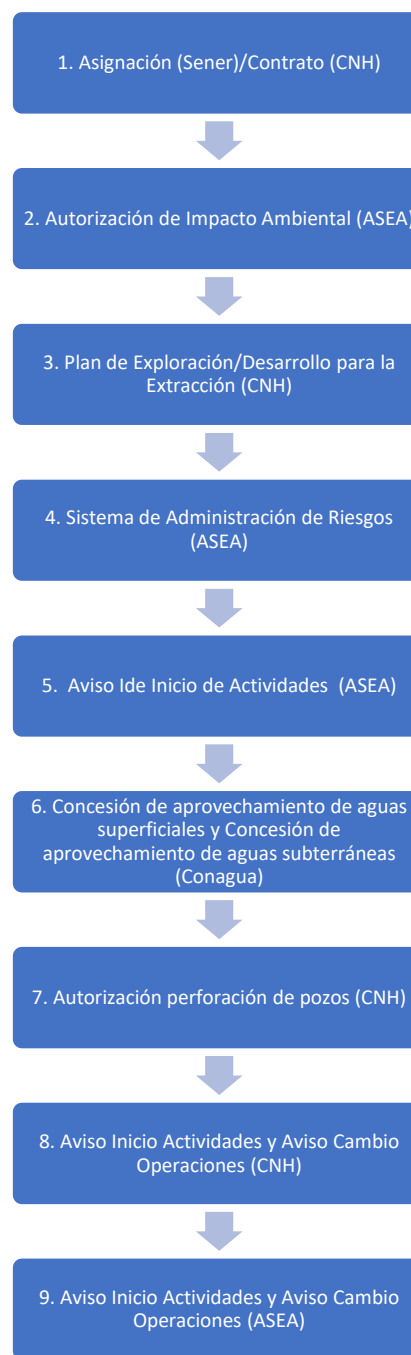 1. Asignación (Sener)/Contrato (CNH)
2. Autorización de Impacto Ambiental (ASEA)
3. Plan de Exploración/Desarrollo para la
Extracción (CNH)
4. Sistema de Administración de Riesgos
(ASEA)
5. Aviso Ide Inicio de Actividades (ASEA)
6. Concesión de aprovechamiento de aguas
superficiales y Concesión de
aprovechamiento de aguas subterráneas
(Conagua)
7. Autorización perforación de pozos (CNH)
8. Aviso Inicio Actividades y Aviso Cambio
Operaciones (CNH)
9. Aviso Inicio Actividades y Aviso Cambio
Operaciones (ASEA)